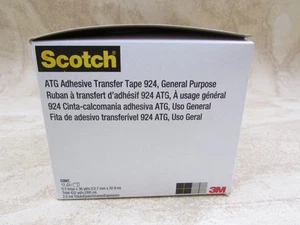 Scotch
ATG Adhesive Transfer Tape 924, General Purpose
Ruban à transfert d'adhésif 924 ATG, À usage général
924 Cinta-calcomania adhesiva ATG, Uso General
Fita de adesivo transferível 924 ATG, Uso Geral
3M